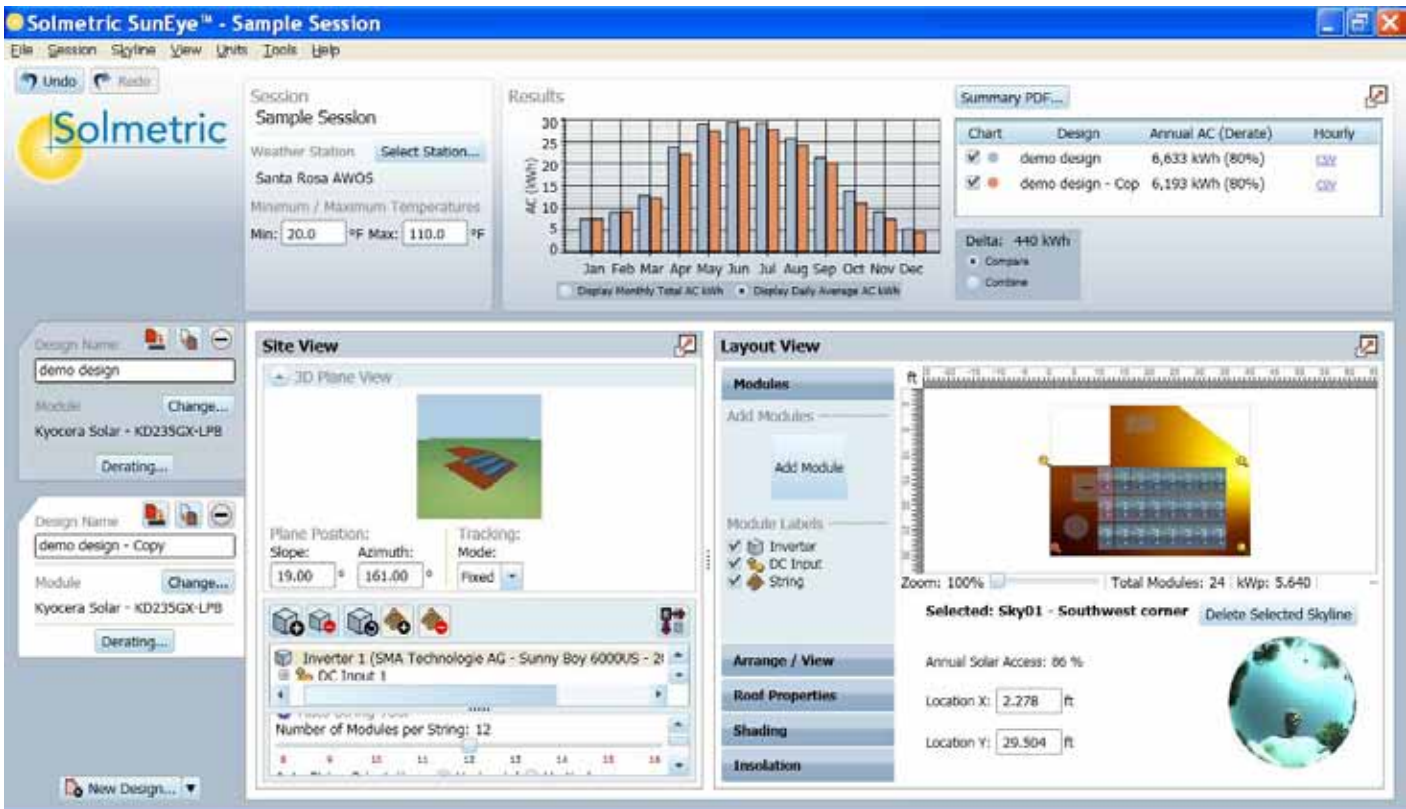 Solmetric SunEye™ - Sample Session
File Session Skyline View Units Tools Help
Undo Redo
Solmetric
Session
Sample Session
Weather Station Select Station...
Santa Rosa AWOS
Minimum / Maximum Temperatures
Min: 20.0 °F Max: 110.0 °F
Results
AC (kWh)
30
25
20
15
10
5
0
Jan Feb Mar Apr May Jun Jul Aug Sep Oct Nov Dec
Display Monthly Total AC kWh Display Daily Average AC kWh
Summary PDF...
Chart Design Annual AC (Derate) Hourly
demo design 6,633 kWh (80%) csv
demo design - Cop 6,193 kWh (80%) csv
Delta: 440 kWh
Compare
Combine
Design Name
demo design
Module Change...
Kyocera Solar - KD235GX-LPB
Derating...
Design Name
demo design - Copy
Module Change...
Kyocera Solar - KD235GX-LPB
Derating...
New Design...
Site View
3D Plane View
Plane Position: Tracking:
Slope: Azimuth: Mode:
19.00 ° 161.00 ° Fixed
Inverter 1 (SMA Technologie AG - Sunny Boy 6000US - 2
DC Input 1
Number of Modules per String: 12
8 9 10 11 12 13 14 15 16
Layout View
Modules
Add Modules
Add Module
Module Labels
Inverter
DC Input
String
Arrange / View
Roof Properties
Shading
Insolation
ft
Zoom: 100% Total Modules: 24 kWp: 5.640
Selected: Sky01 - Southwest corner Delete Selected Skyline
Annual Solar Access: 86 %
Location X: 2.278 ft
Location Y: 29.504 ft